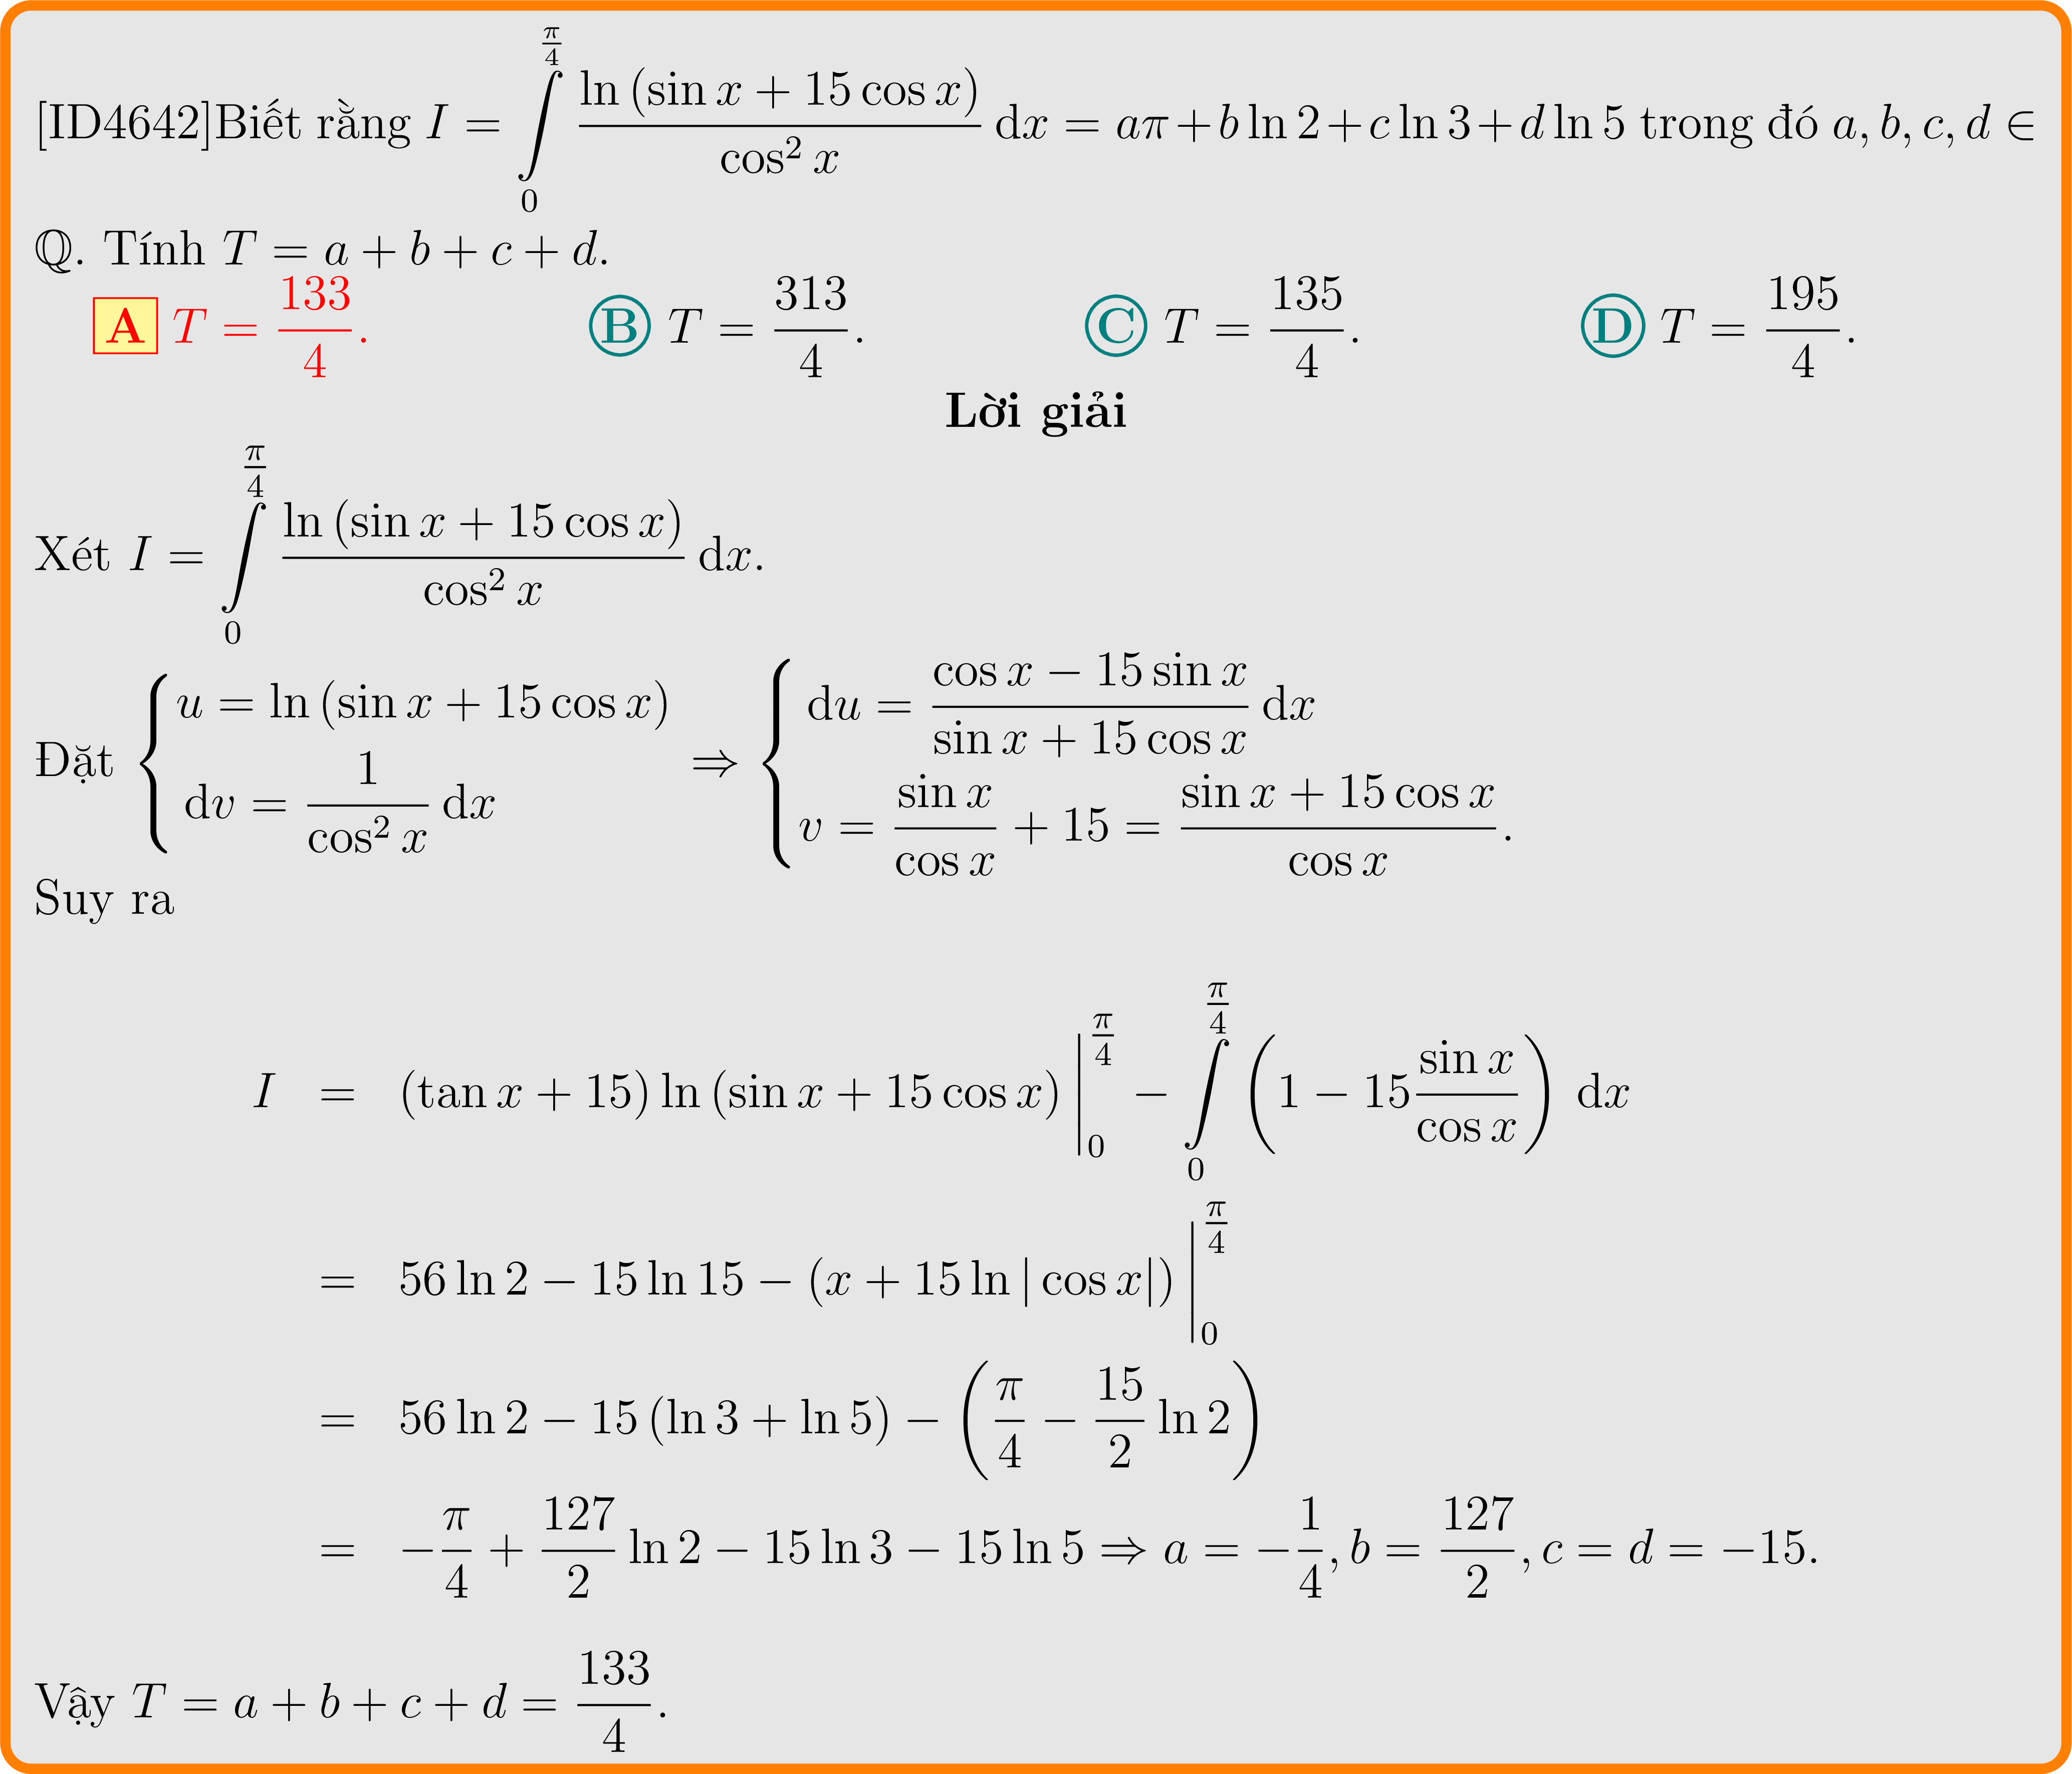 [ID4642]Biết rằng $I = \int\limits_0^{\frac{\pi}{4}} \frac{\ln(\sin x + 15\cos x)}{\cos^2 x}\,\mathrm{d}x = a\pi + b\ln 2 + c\ln 3 + d\ln 5$ trong đó $a, b, c, d \in$
$\mathbb{Q}$. Tính $T = a + b + c + d$.
A $T = \frac{133}{4}$. B $T = \frac{313}{4}$. C $T = \frac{135}{4}$. D $T = \frac{195}{4}$.
Lời giải
Xét $I = \int\limits_0^{\frac{\pi}{4}} \frac{\ln(\sin x + 15\cos x)}{\cos^2 x}\,\mathrm{d}x$.
Đặt $\begin{cases} u = \ln(\sin x + 15\cos x) \\ \mathrm{d}v = \frac{1}{\cos^2 x}\,\mathrm{d}x \end{cases} \Rightarrow \begin{cases} \mathrm{d}u = \frac{\cos x - 15\sin x}{\sin x + 15\cos x}\,\mathrm{d}x \\ v = \frac{\sin x}{\cos x} + 15 = \frac{\sin x + 15\cos x}{\cos x}. \end{cases}$
Suy ra
$I = (\tan x + 15)\ln(\sin x + 15\cos x)\Big|_0^{\frac{\pi}{4}} - \int\limits_0^{\frac{\pi}{4}} \left(1 - 15\frac{\sin x}{\cos x}\right)\,\mathrm{d}x$
$= 56\ln 2 - 15\ln 15 - (x + 15\ln|\cos x|)\Big|_0^{\frac{\pi}{4}}$
$= 56\ln 2 - 15(\ln 3 + \ln 5) - \left(\frac{\pi}{4} - \frac{15}{2}\ln 2\right)$
$= -\frac{\pi}{4} + \frac{127}{2}\ln 2 - 15\ln 3 - 15\ln 5 \Rightarrow a = -\frac{1}{4}, b = \frac{127}{2}, c = d = -15.$
Vậy $T = a + b + c + d = \frac{133}{4}$.